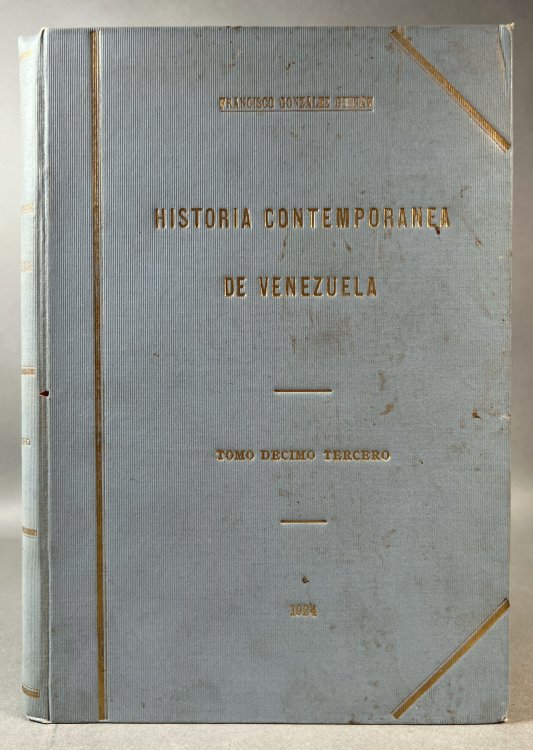 FRANCISCO GONZALEZ GUINAN
HISTORIA CONTEMPORANEA
DE VENEZUELA
TOMO DECIMO TERCERO
1924